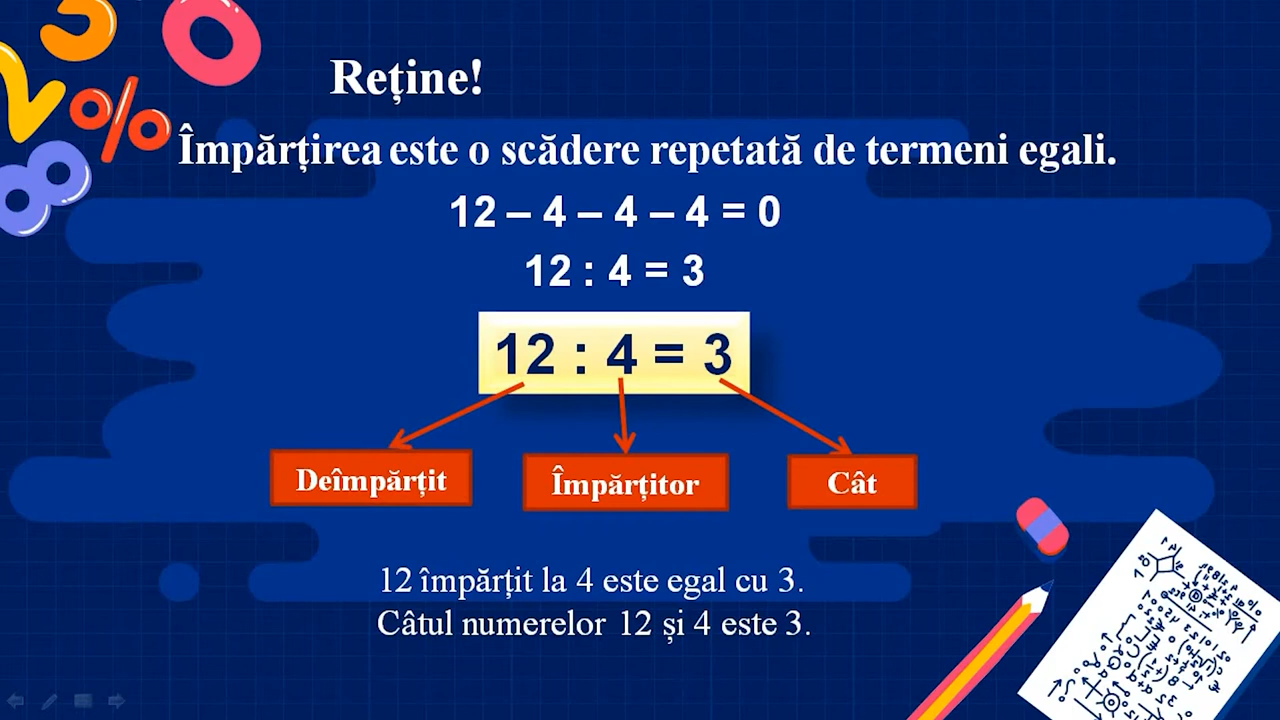 Reține!
Împărțirea este o scădere repetată de termeni egali.
12 – 4 – 4 – 4 = 0
12 : 4 = 3
12 : 4 = 3
Deîmpărțit Împărțitor Cât
12 împărțit la 4 este egal cu 3.
Câtul numerelor 12 și 4 este 3.